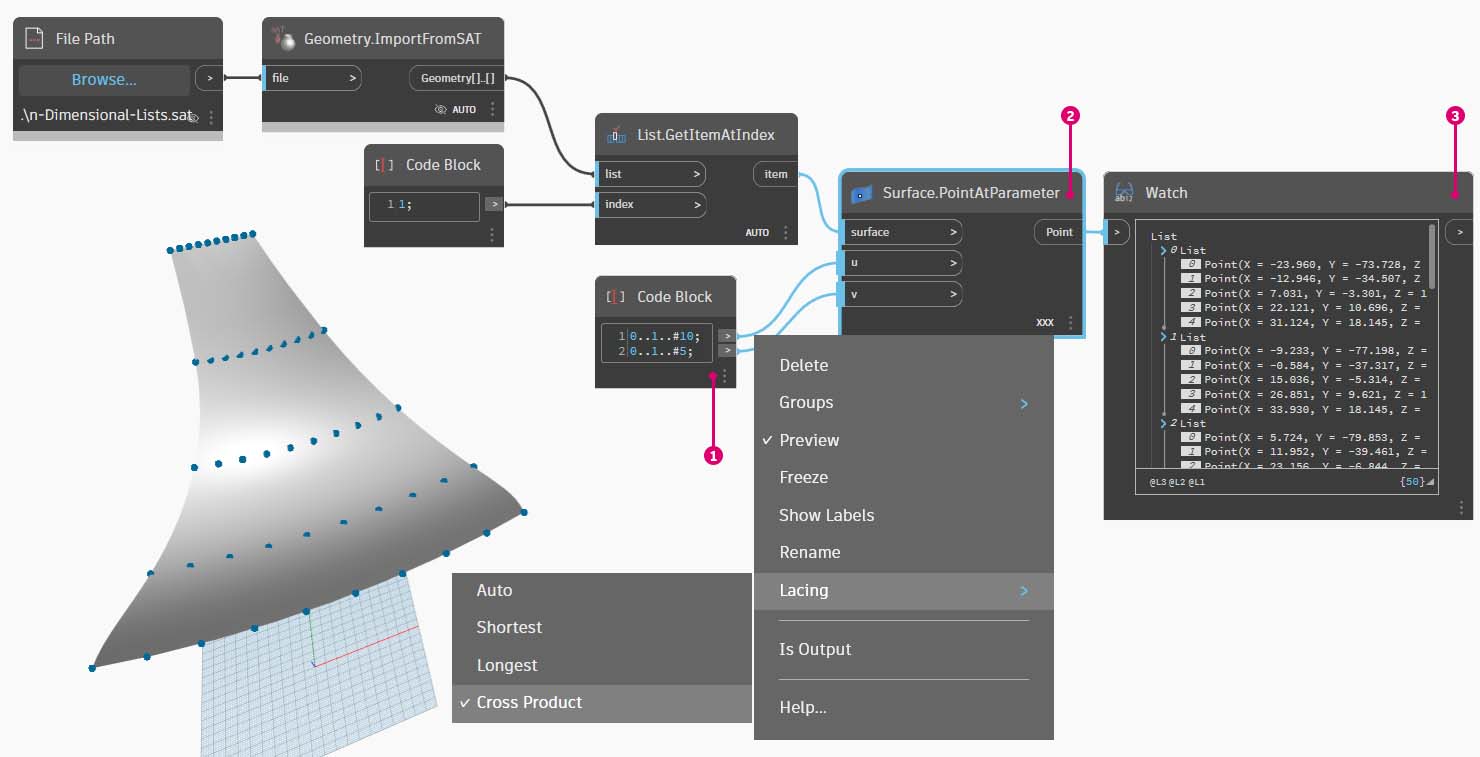 File Path
Browse...
>
.\n-Dimensional-Lists.sat
Geometry.ImportFromSAT
file >
Geometry[]..[]
AUTO
Code Block
1 1; >
List.GetItemAtIndex
list >
item
index >
AUTO
Code Block
1 0..1..#10; >
2 0..1..#5; >
1
2
Surface.PointAtParameter
surface >
Point
u >
v >
XXX
3
Watch
> >
List
0 List
0 Point(X = -23.960, Y = -73.728, Z
1 Point(X = -12.946, Y = -34.507, Z
2 Point(X = 7.031, Y = -3.301, Z = 1
3 Point(X = 22.121, Y = 10.696, Z =
4 Point(X = 31.124, Y = 18.145, Z =
1 List
0 Point(X = -9.233, Y = -77.198, Z =
1 Point(X = -0.584, Y = -37.317, Z =
2 Point(X = 15.036, Y = -5.314, Z =
3 Point(X = 26.851, Y = 9.621, Z = 1
4 Point(X = 33.930, Y = 18.145, Z =
2 List
0 Point(X = 5.724, Y = -79.853, Z =
1 Point(X = 11.952, Y = -39.461, Z =
2 Point(X = 23.156, Y = -6.844, Z =
@L3 @L2 @L1 {50}
Delete
Groups >
✓ Preview
Freeze
Show Labels
Rename
Lacing >
Is Output
Help...
Auto
Shortest
Longest
✓ Cross Product